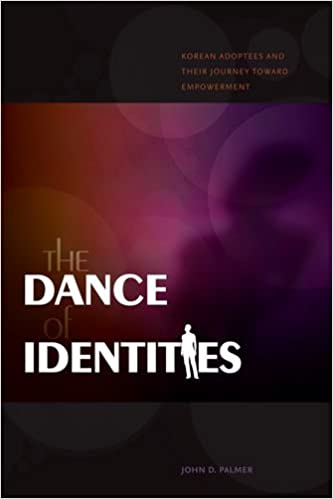 KOREAN ADOPTEES AND
THEIR JOURNEY TOWARD
EMPOWERMENT
the
DANCE
of
IDENTITIES
JOHN D. PALMER